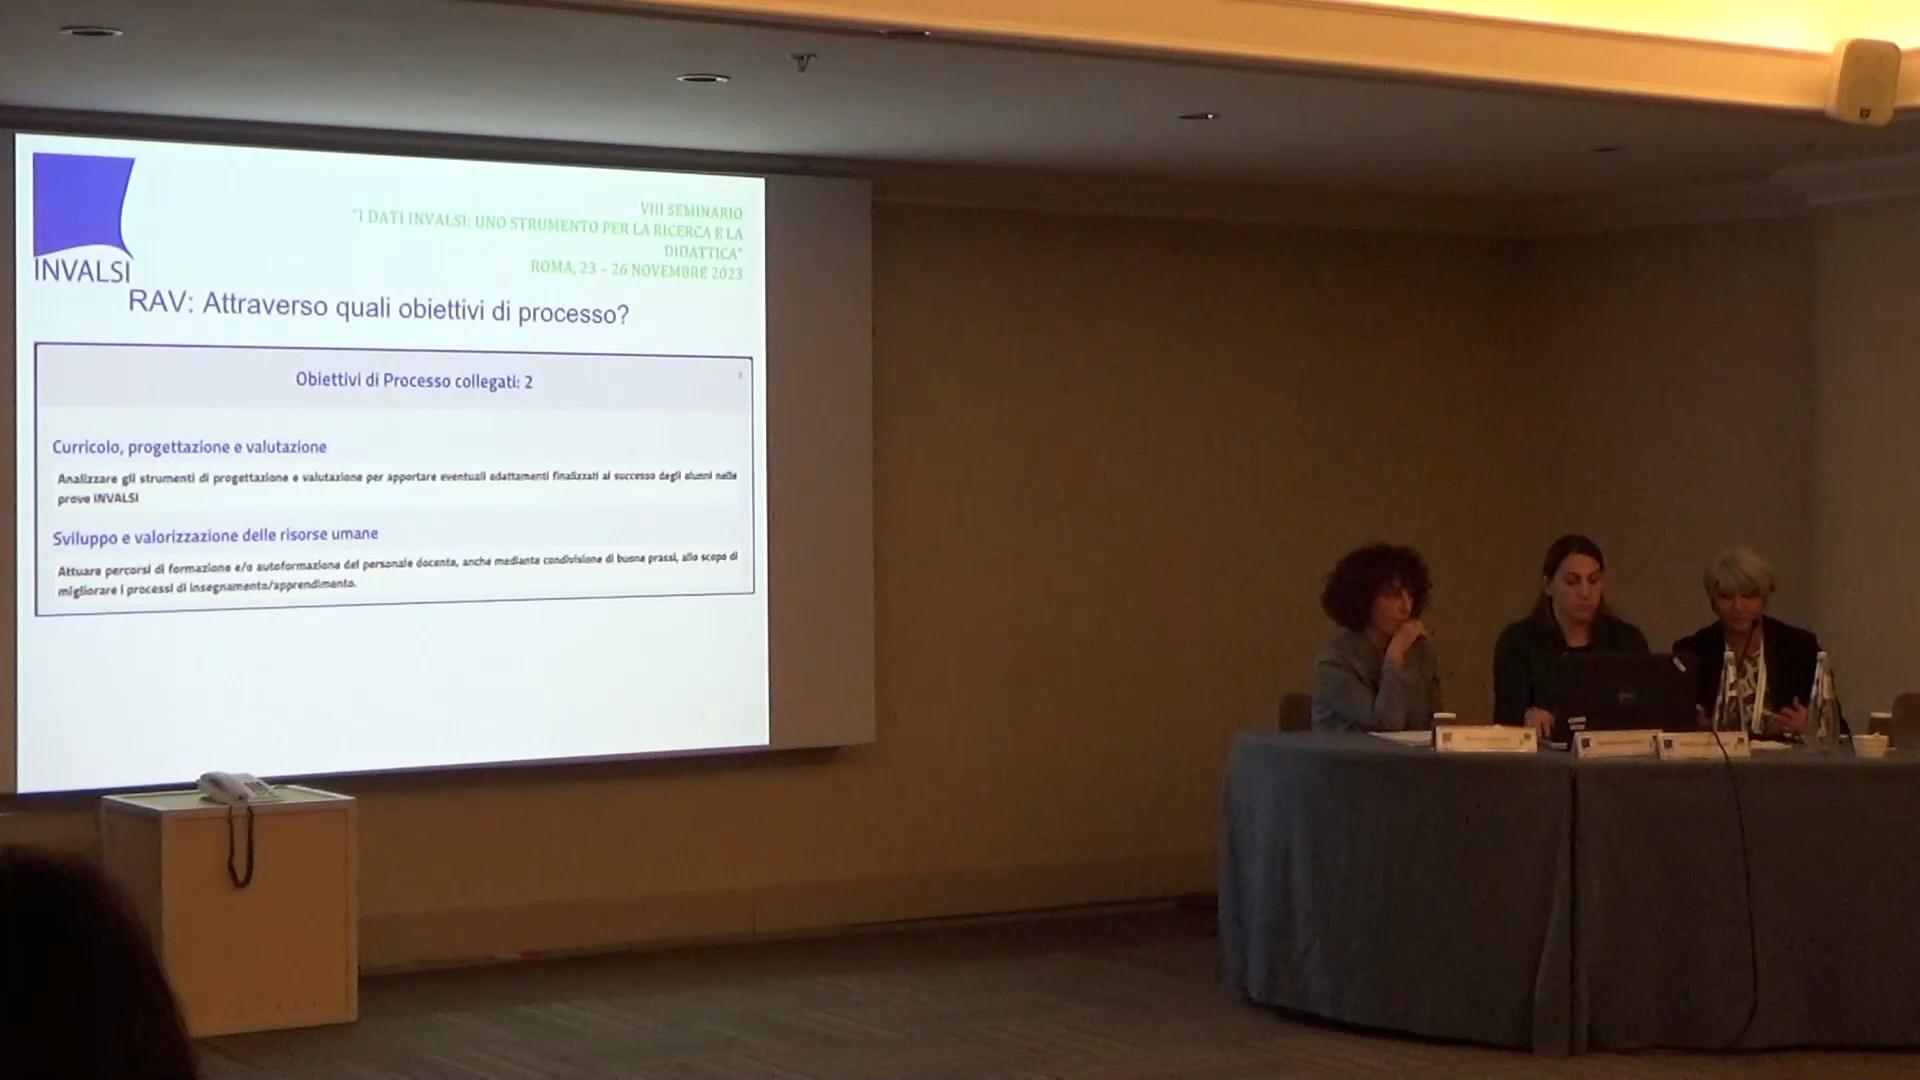 INVALSI
VIII SEMINARIO
"I DATI INVALSI: UNO STRUMENTO PER LA RICERCA E LA
DIDATTICA"
ROMA, 23 - 26 NOVEMBRE 2023
RAV: Attraverso quali obiettivi di processo?
Obiettivi di Processo collegati: 2
Curricolo, progettazione e valutazione
Analizzare gli strumenti di progettazione e valutazione per apportare eventuali adattamenti finalizzati al successo degli alunni nelle
prove INVALSI
Sviluppo e valorizzazione delle risorse umane
Attuare percorsi di formazione e/o autoformazione del personale docente, anche mediante condivisione di buone prassi, allo scopo di
migliorare i processi di insegnamento/apprendimento.